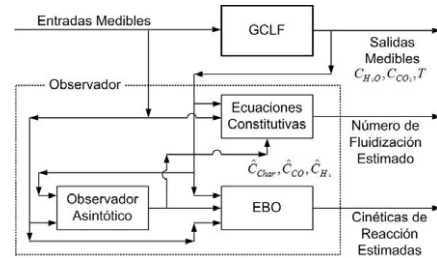 Entradas Medibles
GCLF
Salidas
Medibles
C_{H_2O}, C_{CO_2}, T
Observador
Ecuaciones
Constitutivas
Número de
Fluidización
Estimado
Ĉ_{Char}, Ĉ_{CO}, Ĉ_{H_2}
Observador
Asintótico
EBO
Cinéticas de
Reacción
Estimadas